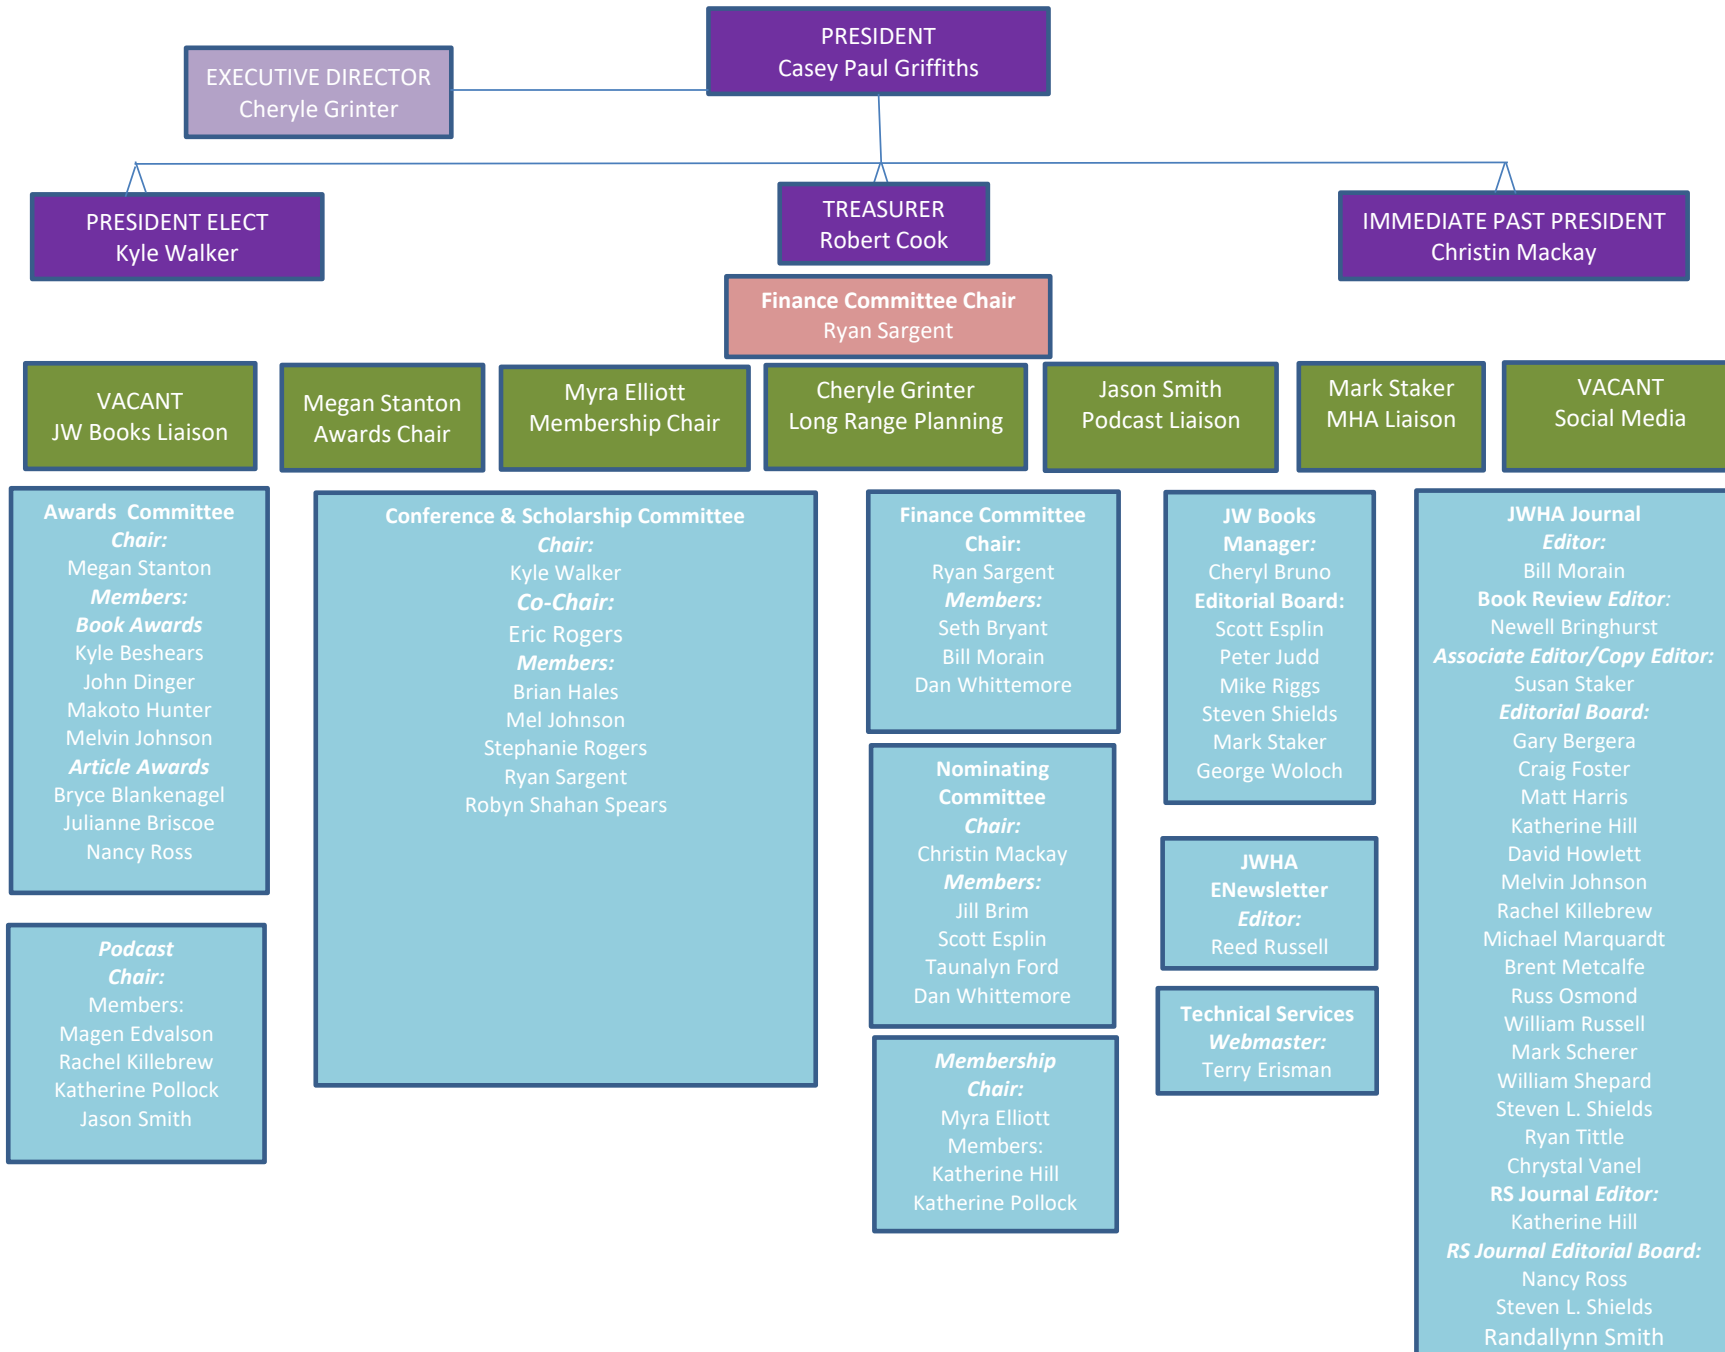 PRESIDENT
Casey Paul Griffiths
EXECUTIVE DIRECTOR
Cheryle Grinter
PRESIDENT ELECT
Kyle Walker
TREASURER
Robert Cook
IMMEDIATE PAST PRESIDENT
Christin Mackay
Finance Committee Chair
Ryan Sargent
VACANT
JW Books Liaison
Megan Stanton
Awards Chair
Myra Elliott
Membership Chair
Cheryle Grinter
Long Range Planning
Jason Smith
Podcast Liaison
Mark Staker
MHA Liaison
VACANT
Social Media
Awards Committee
Chair:
Megan Stanton
Members:
Book Awards
Kyle Beshears
John Dinger
Makoto Hunter
Melvin Johnson
Article Awards
Bryce Blankenagel
Julianne Briscoe
Nancy Ross
Podcast
Chair:
Members:
Magen Edvalson
Rachel Killebrew
Katherine Pollock
Jason Smith
Conference & Scholarship Committee
Chair:
Kyle Walker
Co-Chair:
Eric Rogers
Members:
Brian Hales
Mel Johnson
Stephanie Rogers
Ryan Sargent
Robyn Shahan Spears
Finance Committee
Chair:
Ryan Sargent
Members:
Seth Bryant
Bill Morain
Dan Whittemore
Nominating
Committee
Chair:
Christin Mackay
Members:
Jill Brim
Scott Esplin
Taunalyn Ford
Dan Whittemore
Membership
Chair:
Myra Elliott
Members:
Katherine Hill
Katherine Pollock
JW Books
Manager:
Cheryl Bruno
Editorial Board:
Scott Esplin
Peter Judd
Mike Riggs
Steven Shields
Mark Staker
George Woloch
JWHA
ENewsletter
Editor:
Reed Russell
Technical Services
Webmaster:
Terry Erisman
JWHA Journal
Editor:
Bill Morain
Book Review Editor:
Newell Bringhurst
Associate Editor/Copy Editor:
Susan Staker
Editorial Board:
Gary Bergera
Craig Foster
Matt Harris
Katherine Hill
David Howlett
Melvin Johnson
Rachel Killebrew
Michael Marquardt
Brent Metcalfe
Russ Osmond
William Russell
Mark Scherer
William Shepard
Steven L. Shields
Ryan Tittle
Chrystal Vanel
RS Journal Editor:
Katherine Hill
RS Journal Editorial Board:
Nancy Ross
Steven L. Shields
Randallynn Smith